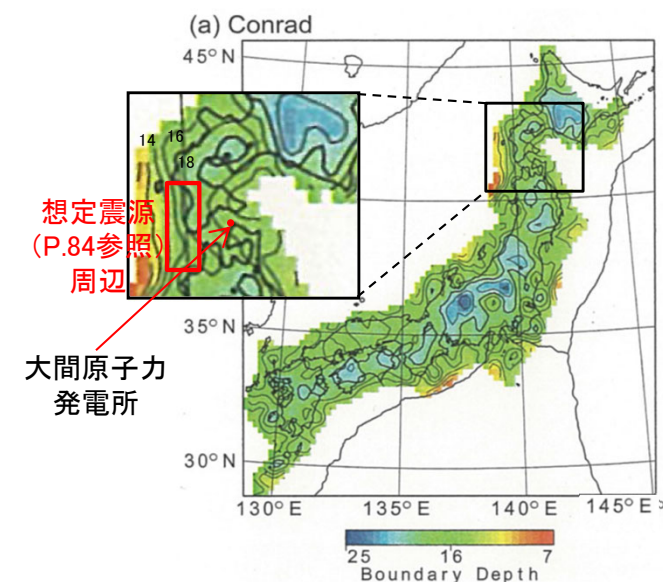 (a) Conrad
45° N
14
16
18
想定震源
(P.84参照)
周辺
大間原子力
発電所
35° N
30° N
130° E
135° E
140° E
145° E
25
16
7
Boundary Depth